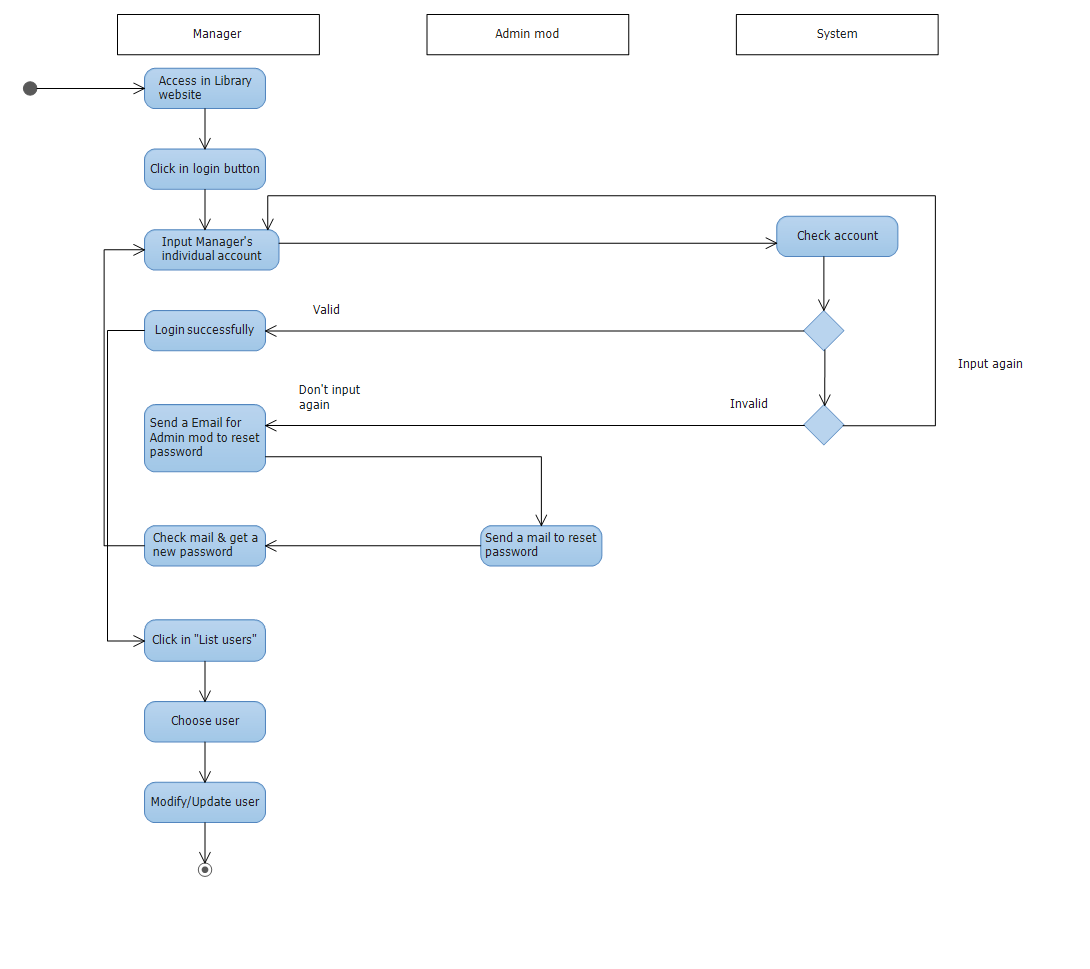 Manager
Admin mod
System
Access in Library
website
Click in login button
Input Manager's
individual account
Check account
Valid
Login successfully
Input again
Don't input
again
Invalid
Send a Email for
Admin mod to reset
password
Check mail & get a
new password
Send a mail to reset
password
Click in "List users"
Choose user
Modify/Update user